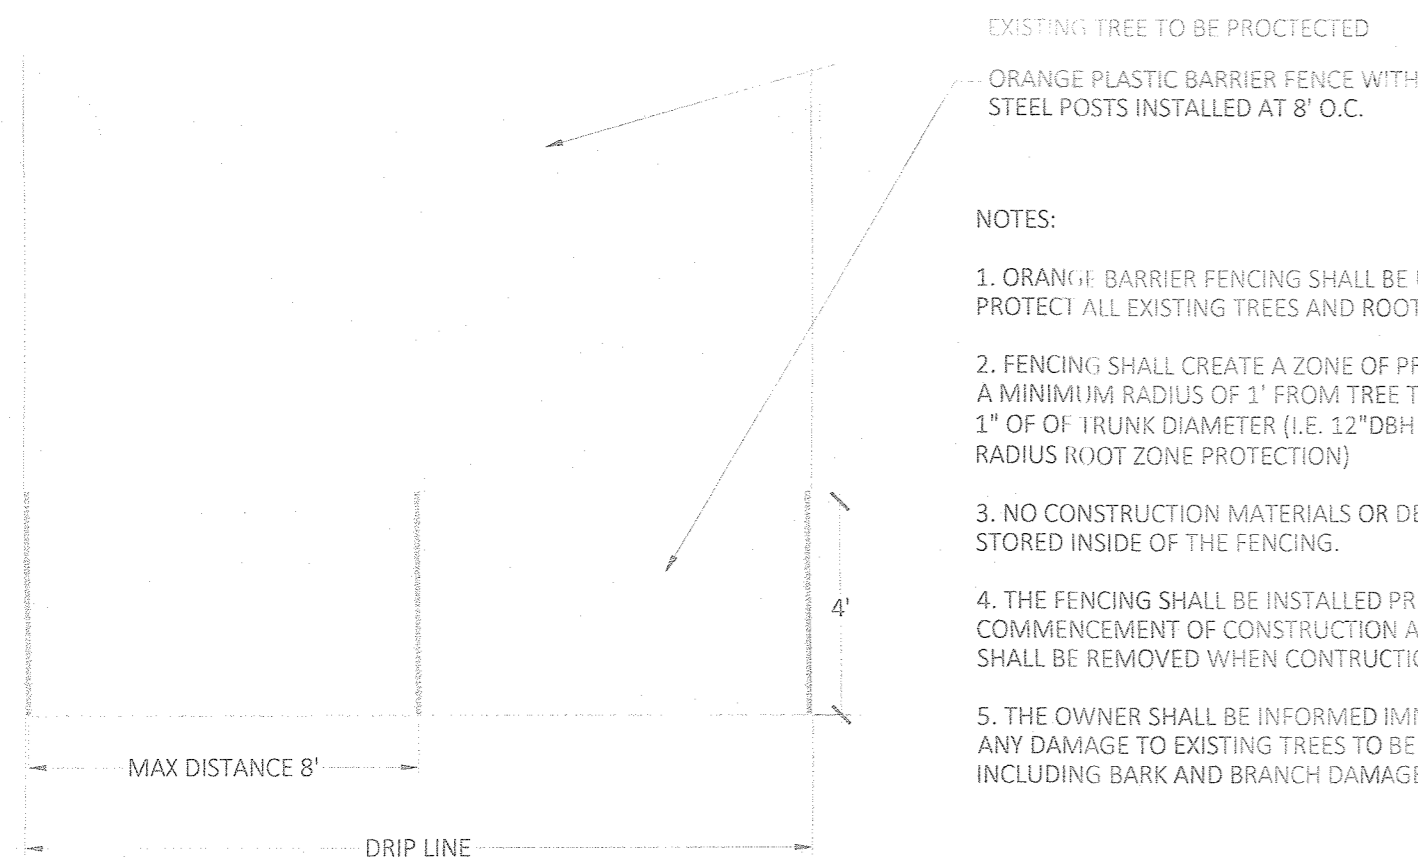 EXISTING TREE TO BE PROCTECTED
ORANGE PLASTIC BARRIER FENCE WITH
STEEL POSTS INSTALLED AT 8' O.C.
NOTES:
1. ORANGE BARRIER FENCING SHALL BE
PROTECT ALL EXISTING TREES AND ROOT
2. FENCING SHALL CREATE A ZONE OF
A MINIMUM RADIUS OF 1' FROM TREE
1" OF OF TRUNK DIAMETER (I.E. 12"DBH
RADIUS ROOT ZONE PROTECTION)
3. NO CONSTRUCTION MATERIALS OR
STORED INSIDE OF THE FENCING.
4. THE FENCING SHALL BE INSTALLED
COMMENCEMENT OF CONSTRUCTION
SHALL BE REMOVED WHEN
5. THE OWNER SHALL BE INFORMED
ANY DAMAGE TO EXISTING TREES TO BE
INCLUDING BARK AND BRANCH DAMAGE
4'
MAX DISTANCE 8'
DRIP LINE